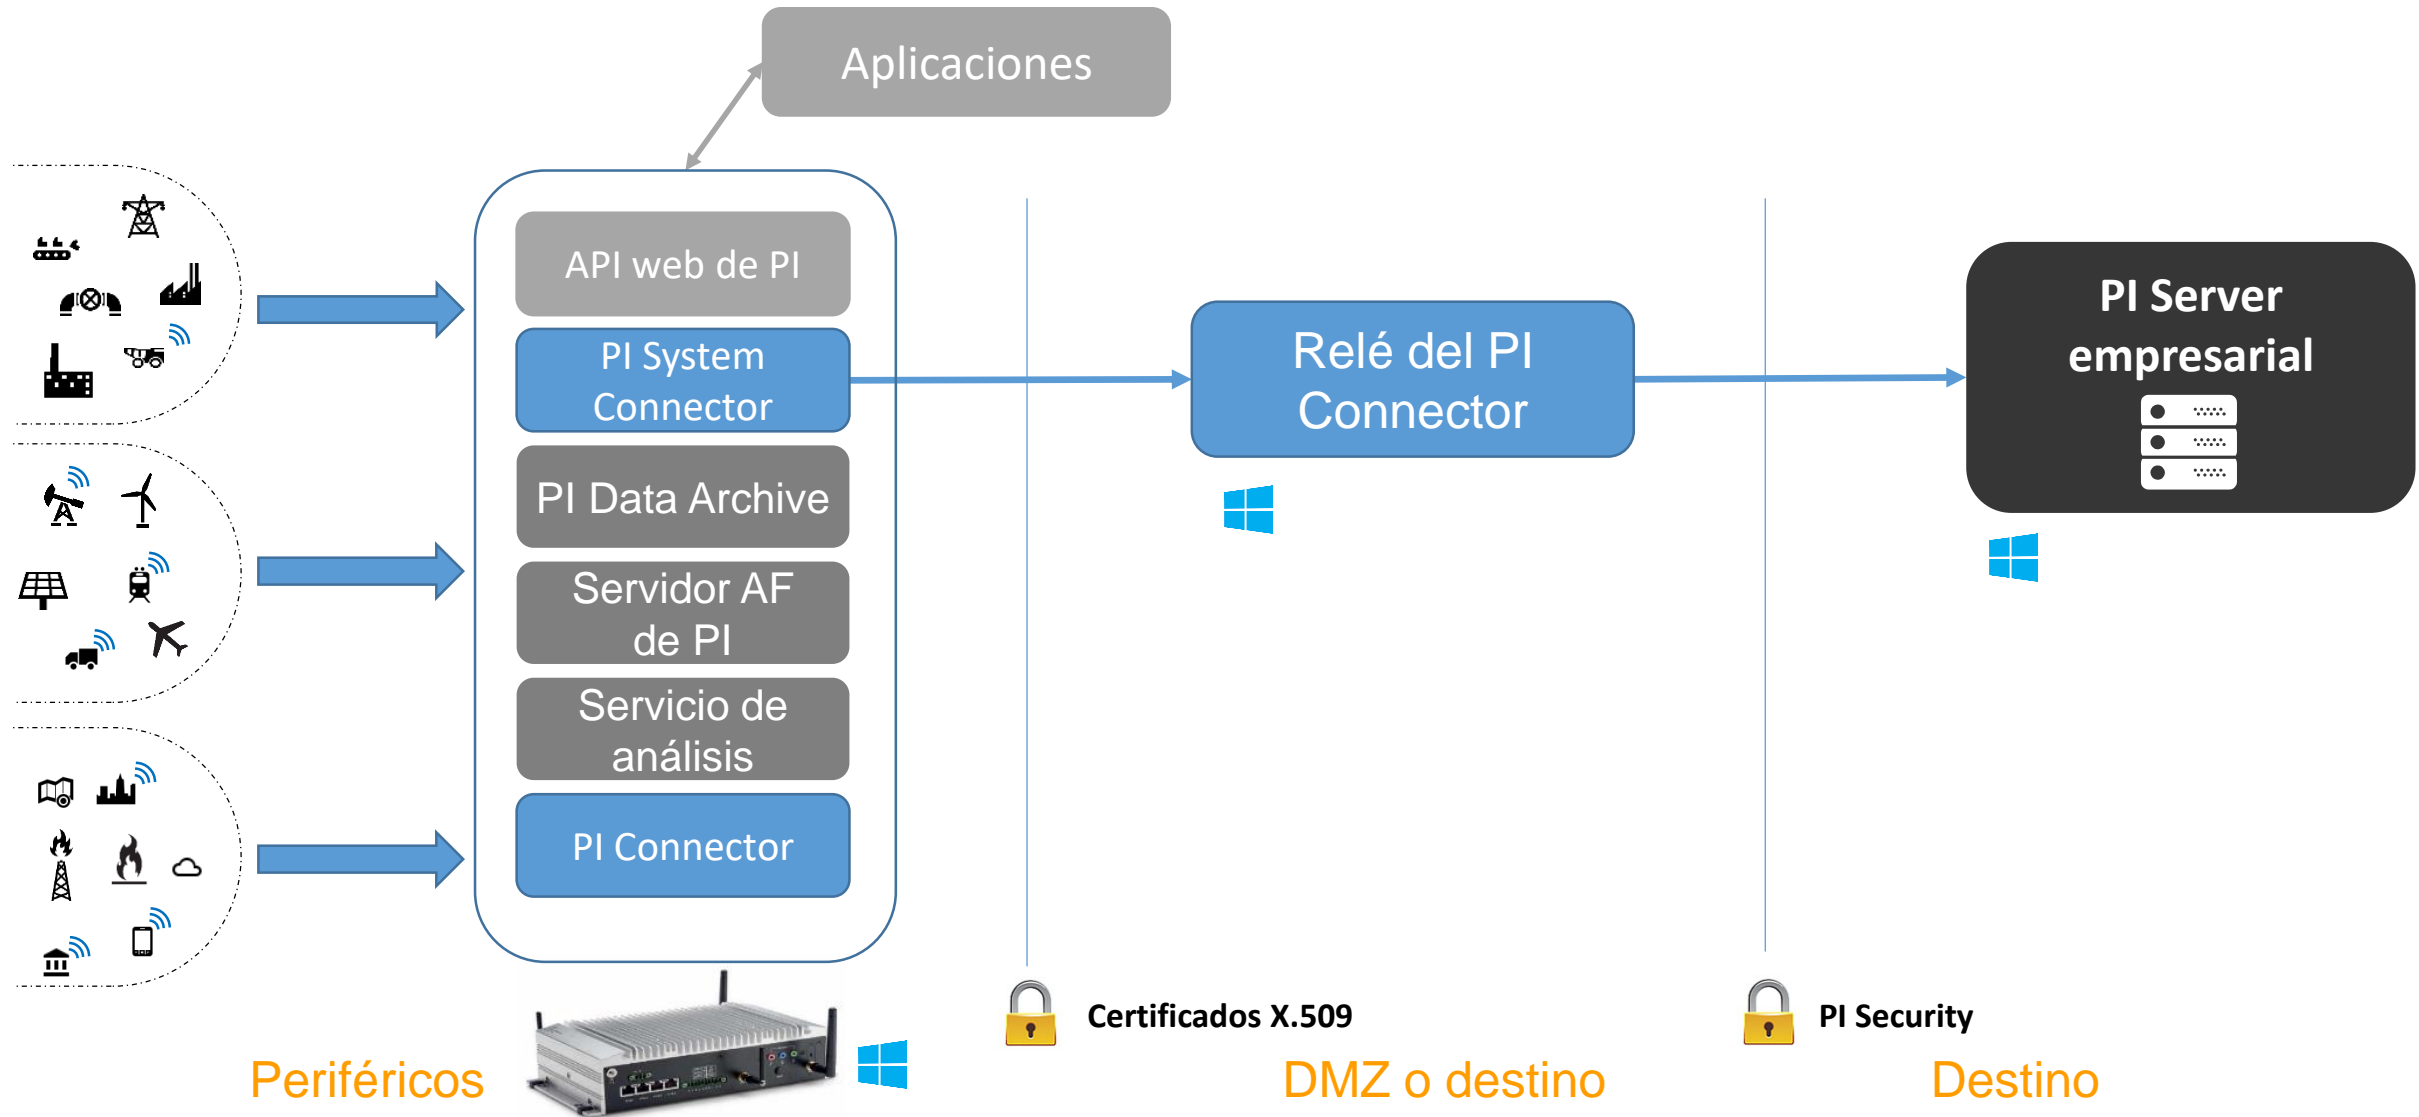 Aplicaciones
API web de PI
PI System
Connector
PI Data Archive
Servidor AF
de PI
Servicio de
análisis
PI Connector
Relé del PI
Connector
PI Server
empresarial
Certificados X.509
PI Security
Periféricos
DMZ o destino
Destino